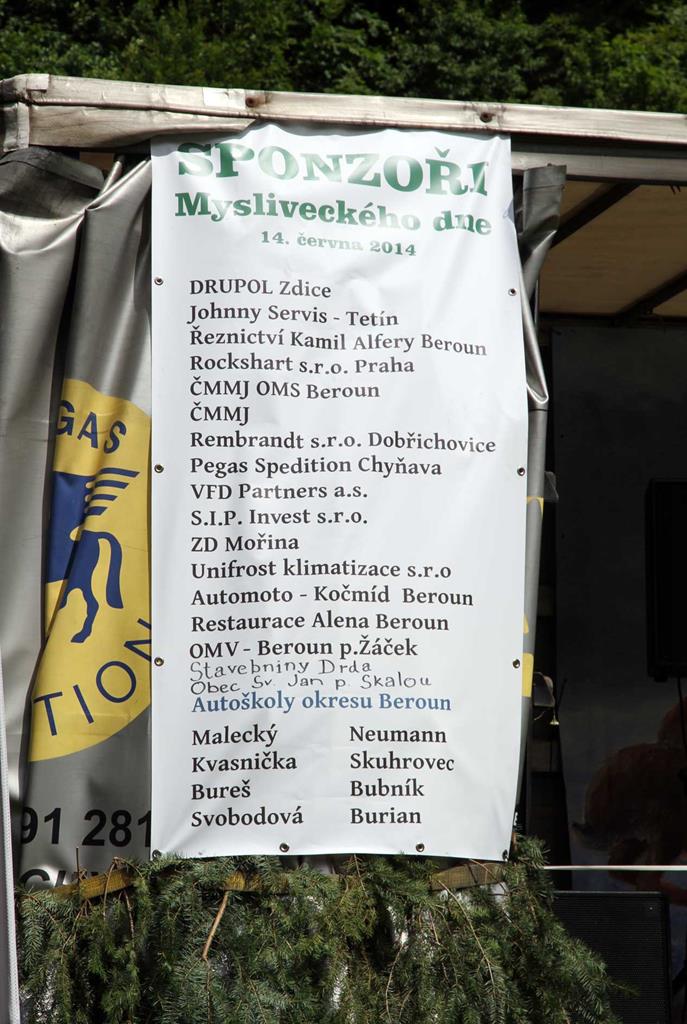 SPONZOŘI
Mysliveckého dne
14. června 2014
DRUPOL Zdice
Johnny Servis - Tetín
Řeznictví Kamil Alfery Beroun
Rockshart s.r.o. Praha
ČMMJ OMS Beroun
ČMMJ
Rembrandt s.r.o. Dobřichovice
Pegas Spedition Chyňava
VFD Partners a.s.
S.I.P. Invest s.r.o.
ZD Mořina
Unifrost klimatizace s.r.o
Automoto - Kočmíd Beroun
Restaurace Alena Beroun
OMV - Beroun p.Žáček
Stavebniny Drda
Obec Sv. Jan p. Skalou
Autoškoly okresu Beroun
Malecký Neumann
Kvasnička Skuhrovec
Bureš Bubník
Svobodová Burian
GAS
TION
91 281